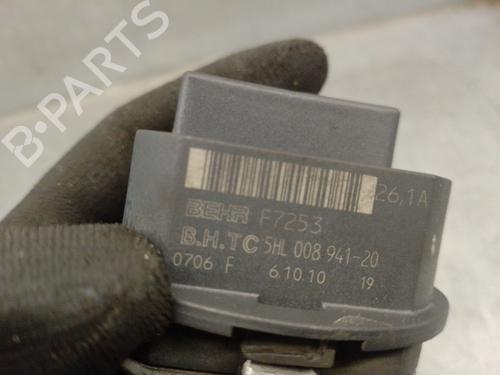 B-PARTS
26,1A
BEHR F7253
B.H.TC 5HL 008 941-20
0706 F 6.10.10 19